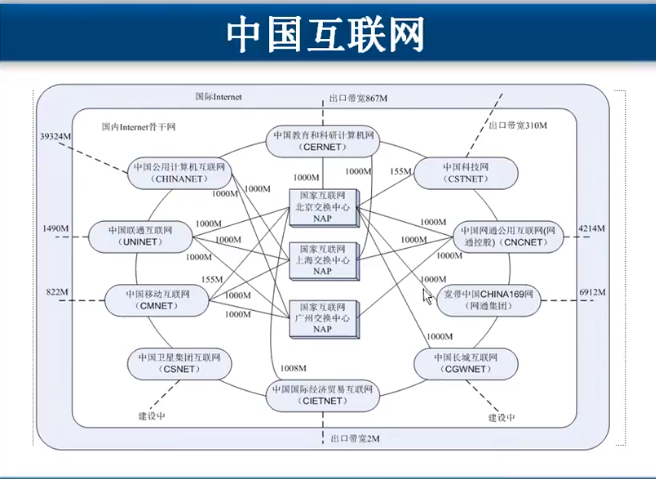 中国互联网
国际Internet
出口带宽867M
国内Internet骨干网
出口带宽310M
39324M
中国教育和科研计算机网
(CERNET)
中国公用计算机互联网
(CHINANET)
1000M
1000M
155M
中国科技网
(CSTNET)
1000M
1000M
国家互联网
北京交换中心
NAP
1490M
中国联通互联网
(UNINET)
1000M
1000M
1000M
1000M
1000M
1000M
中国网通公用互联网(网
通控股) (CNCNET)
4214M
国家互联网
上海交换中心
NAP
822M
中国移动互联网
(CMNET)
155M
1000M
1000M
1000M
宽带中国CHINA169网
(网通集团)
6912M
国家互联网
广州交换中心
NAP
1000M
中国卫星集团互联网
(CSNET)
1008M
中国长城互联网
(CGWNET)
中国国际经济贸易互联网
(CIETNET)
建设中
建设中
出口带宽2M